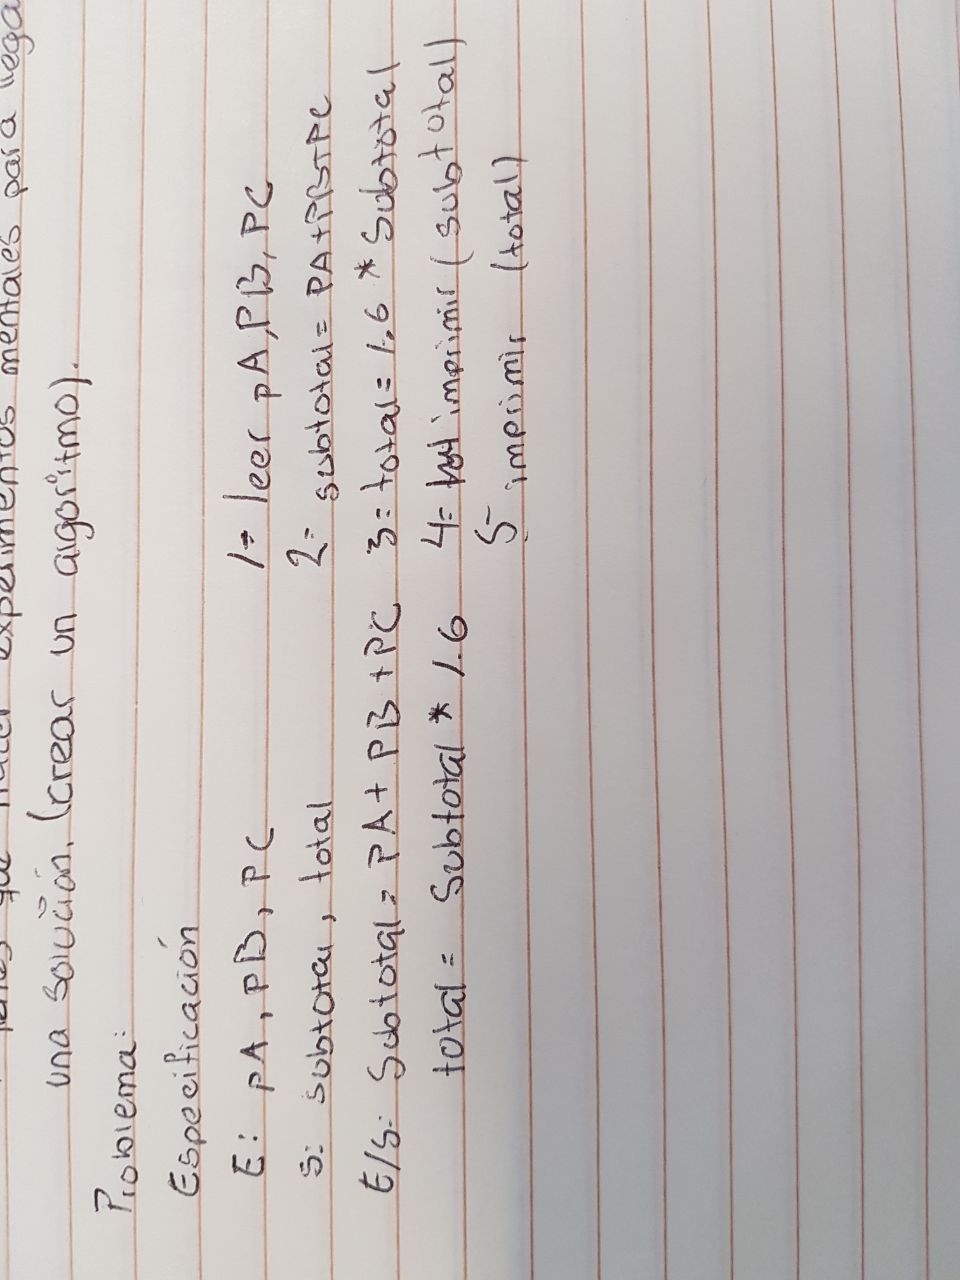 que hacer experimentos mentales para llega
una solución. (crear un algoritmo).
Problema:
Especificación
E: pA, pB, PC
S: subtotal, total
E/S: Subtotal = PA + PB + PC
total = Subtotal * 1.6
1= leer pA, PB, PC
2= subtotal = PA+PB+PC
3= total = 1.6 * Subtotal
4= imprimir (subtotal)
5 imprimir (total)